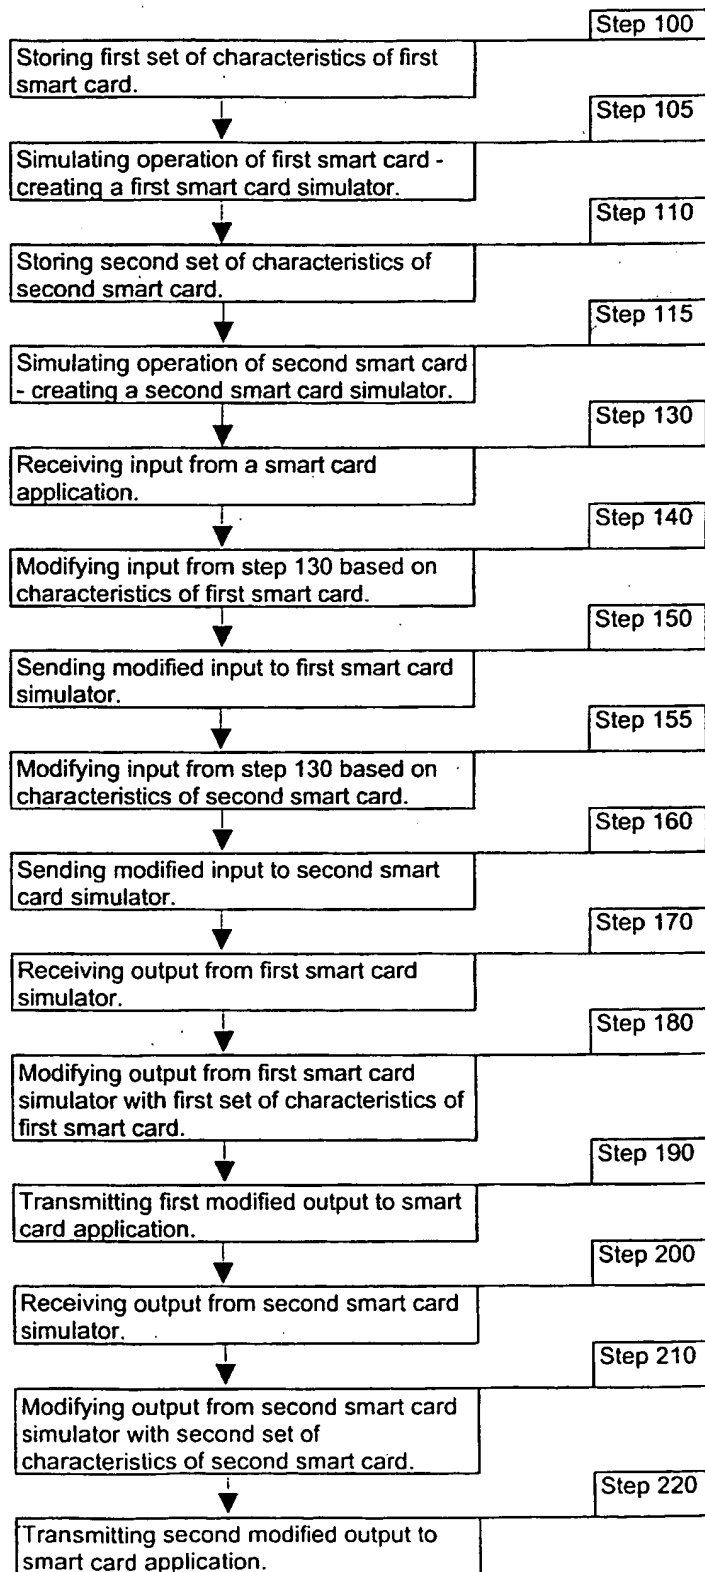 Step 100
Storing first set of characteristics of first
smart card.
Step 105
Simulating operation of first smart card -
creating a first smart card simulator.
Step 110
Storing second set of characteristics of
second smart card.
Step 115
Simulating operation of second smart card
- creating a second smart card simulator.
Step 130
Receiving input from a smart card
application.
Step 140
Modifying input from step 130 based on
characteristics of first smart card.
Step 150
Sending modified input to first smart card
simulator.
Step 155
Modifying input from step 130 based on
characteristics of second smart card.
Step 160
Sending modified input to second smart
card simulator.
Step 170
Receiving output from first smart card
simulator.
Step 180
Modifying output from first smart card
simulator with first set of characteristics of
first smart card.
Step 190
Transmitting first modified output to smart
card application.
Step 200
Receiving output from second smart card
simulator.
Step 210
Modifying output from second smart card
simulator with second set of
characteristics of second smart card.
Step 220
Transmitting second modified output to
smart card application.